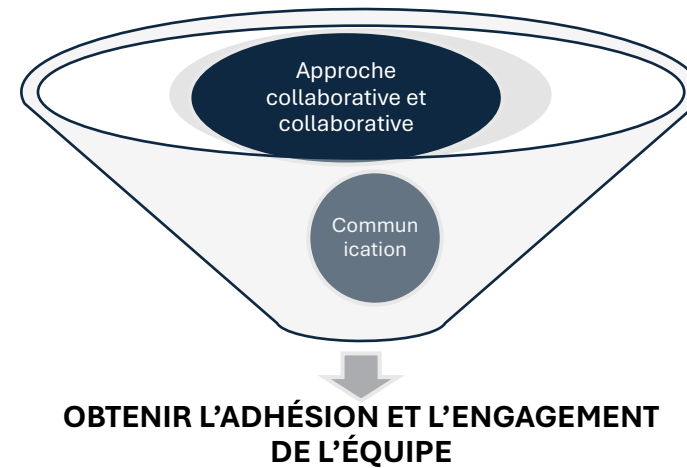 Approche
collaborative et
collaborative
Commun
ication
OBTENIR L’ADHÉSION ET L’ENGAGEMENT
DE L’ÉQUIPE